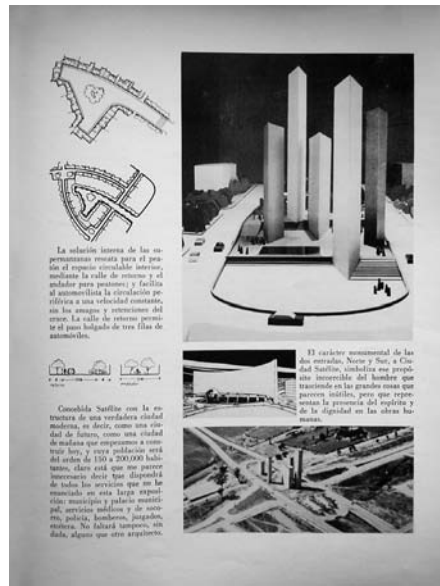 La solución interna de las su-
permanzanas rescata para el pea-
tón el espacio circulable interior,
mediante la calle de retorno y el
andador para peatones; y facilita
al automovilista la circulación pe-
riférica a una velocidad constante,
sin los amagos y retenciones del
cruce. La calle de retorno permi-
te el paso holgado de tres filas de
automóviles.
Concebida Satélite con la
estructura de una verdadera ciudad
moderna, es decir, como una ciu-
dad de futuro, como una ciudad
de mañana que empezamos a cons-
truir hoy, y cuya población será
del orden de 150 a 200,000 habi-
tantes, claro está que me parece
innecesario decir que dispondrá
de todos los servicios que no he
enunciado en esta larga exposi-
ción: municipio y palacio munici-
pal, servicios médicos y de soco-
rro, policía, bomberos, juzgados,
etcétera. No faltará tampoco, sin
duda, alguno que otro arquitecto.
El carácter monumental de las
dos entradas, Norte y Sur, a Ciu-
dad Satélite, simboliza ese propó-
sito inmorcible del hombre que
trasciende en las grandes cosas que
parecen inútiles, pero que repre-
sentan la presencia del espíritu y
de la dignidad en las obras hu-
manas.